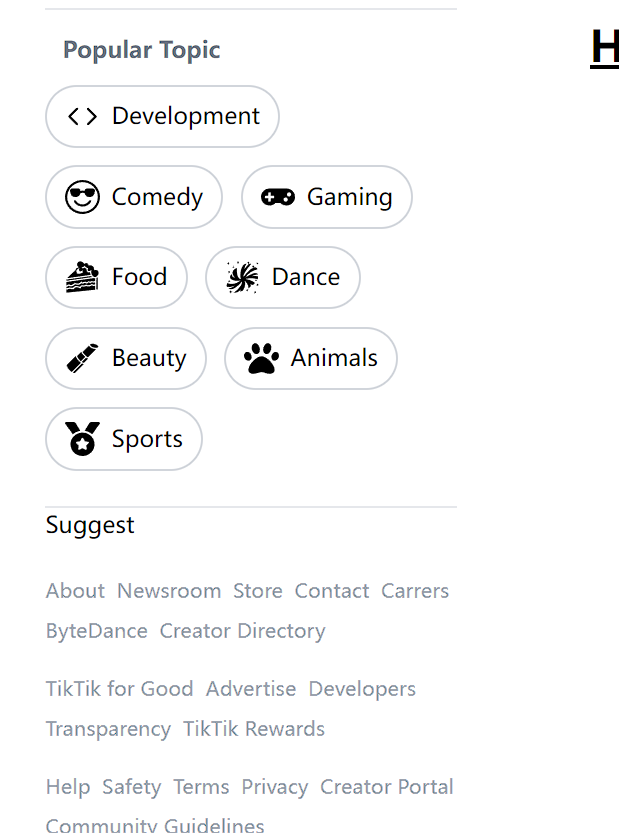 H
Popular Topic
Development
Comedy Gaming
Food Dance
Beauty Animals
Sports
Suggest
About Newsroom Store Contact Carrers
ByteDance Creator Directory
TikTik for Good Advertise Developers
Transparency TikTik Rewards
Help Safety Terms Privacy Creator Portal
Community Guidelines